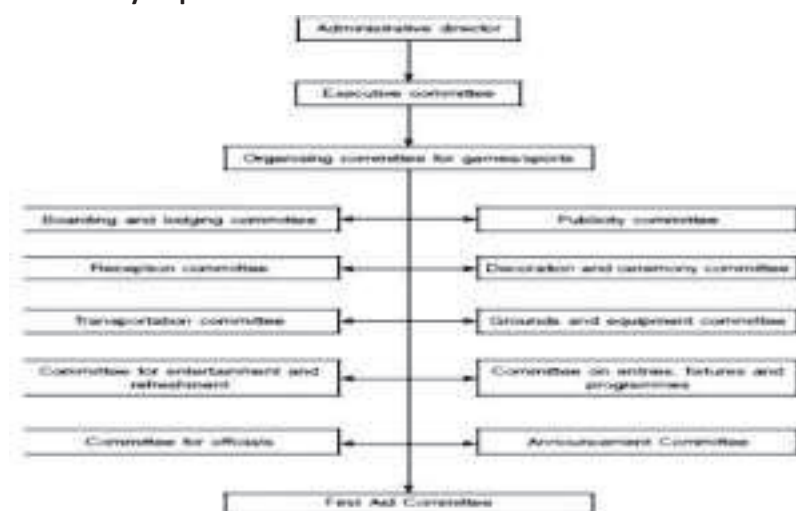 Administrative director
Executive committee
Organising committee for games/sports
Boarding and lodging committee
Publicity committee
Reception committee
Decoration and ceremony committee
Transportation committee
Grounds and equipment committee
Committee for entertainment and
refreshment
Committee on entries, fixtures and
programmes
Committee for officials
Announcement Committee
First Aid Committee